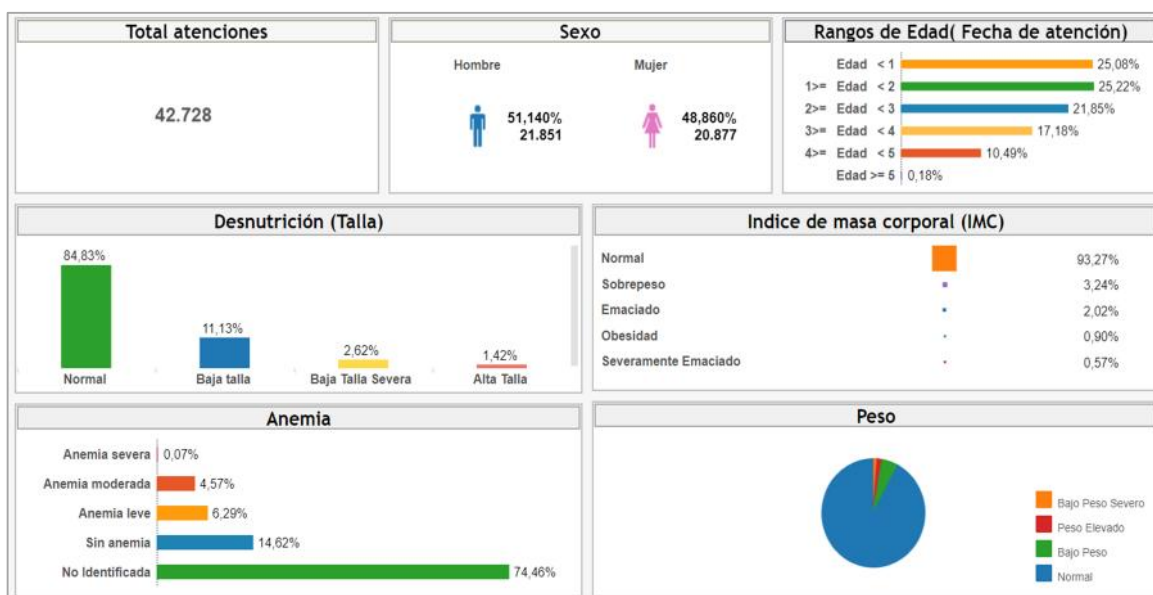 Total atenciones
42.728
Sexo
Hombre
Mujer
51,140%
21.851
48,860%
20.877
Rangos de Edad( Fecha de atención)
Edad < 1 25,08%
1>= Edad < 2 25,22%
2>= Edad < 3 21,85%
3>= Edad < 4 17,18%
4>= Edad < 5 10,49%
Edad >= 5 0,18%
Desnutrición (Talla)
84,83%
11,13%
2,62%
1,42%
Normal
Baja talla
Baja Talla Severa
Alta Talla
Indice de masa corporal (IMC)
Normal 93,27%
Sobrepeso 3,24%
Emaciado 2,02%
Obesidad 0,90%
Severamente Emaciado 0,57%
Anemia
Anemia severa 0,07%
Anemia moderada 4,57%
Anemia leve 6,29%
Sin anemia 14,62%
No Identificada 74,46%
Peso
Bajo Peso Severo
Peso Elevado
Bajo Peso
Normal